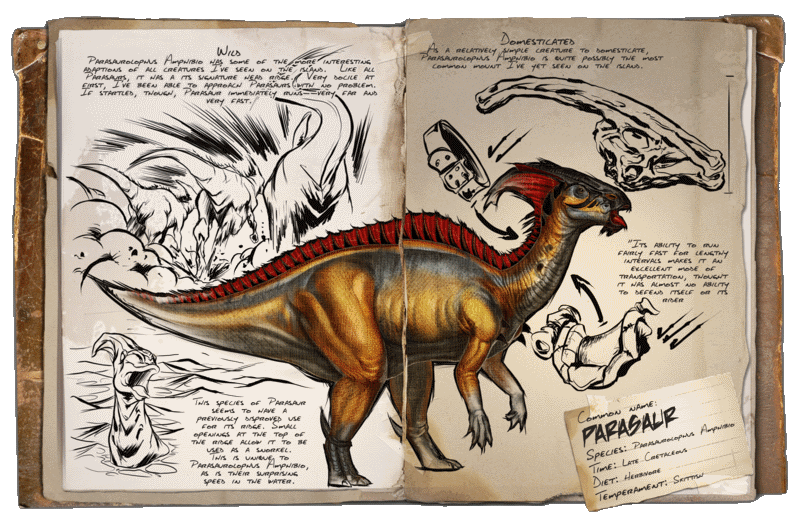 Wild
Parasaurolophus Amphibio has some of the more interesting
adaptions of all creatures I've seen on the island. Like all
Parasaurs, it has a its signature head ridge. Very docile at
first, I've been able to approach Parasaurs with no problem.
If startled, though, Parasaur immediately runs--very far and
very fast.
This species of Parasaur
seems to have a
previously disproved use
for its ridge. Small
openings at the top of
the ridge allow it to be
used as a snorkel.
This is unique to
Parasaurolophus Amphibio,
as is their surprising
speed in the water.
Domesticated
As a relatively simple creature to domesticate,
Parasaurolophus Amphibio is quite possibly the most
common mount I've yet seen on the island.
"Its ability to run
fairly fast for lengthy
intervals makes it an
excellent mode of
transportation, thought
it has almost no ability
to defend itself or its
rider
Common name:
Parasaur
Species: Parasaurolophus Amphibio
Time: Late Cretaceous
Diet: Herbivore
Temperament: Skittish